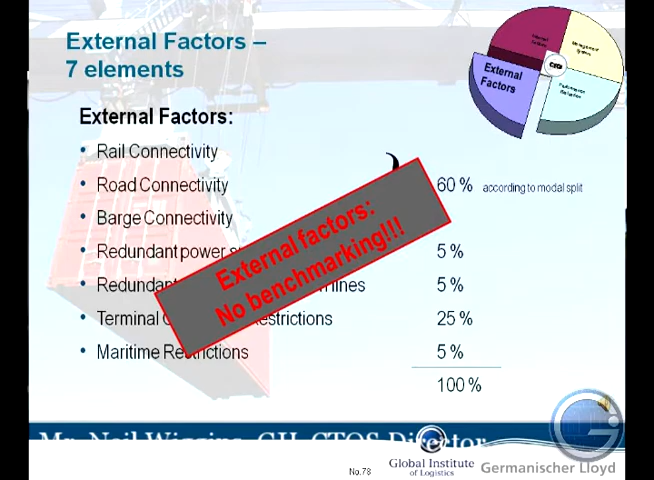 External Factors –
7 elements
External
Factors
External Factors:
• Rail Connectivity
• Road Connectivity
60 % according to modal split
• Barge Connectivity
• Redundant power
5 %
• Redundant
lines
5 %
• Terminal
25 %
• Maritime Restrictions
5 %
100 %
External factors:
No benchmarking!!!
Mr. Neil Wiggins, GIL CTQS Director
No.78
Global Institute
of Logistics
Germanischer Lloyd